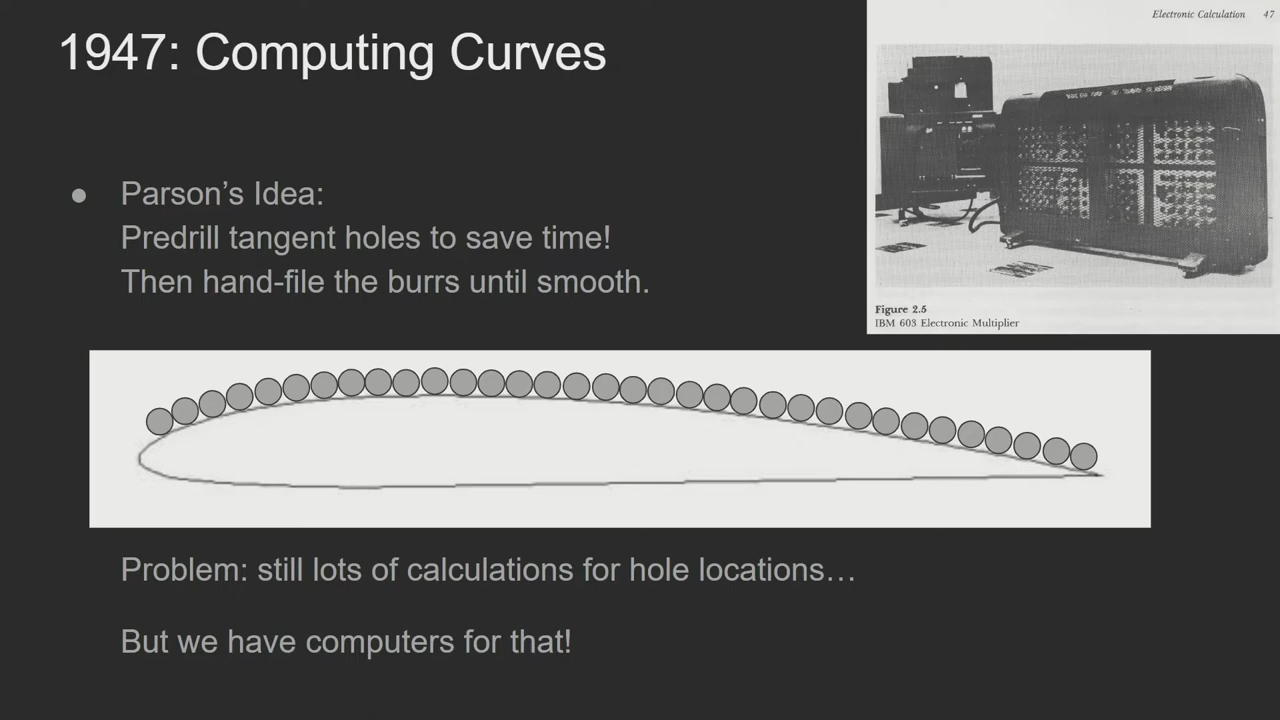 1947: Computing Curves
Electronic Calculation 47
● Parson’s Idea:
Predrill tangent holes to save time!
Then hand-file the burrs until smooth.
Figure 2.5
IBM 603 Electronic Multiplier
Problem: still lots of calculations for hole locations…
But we have computers for that!